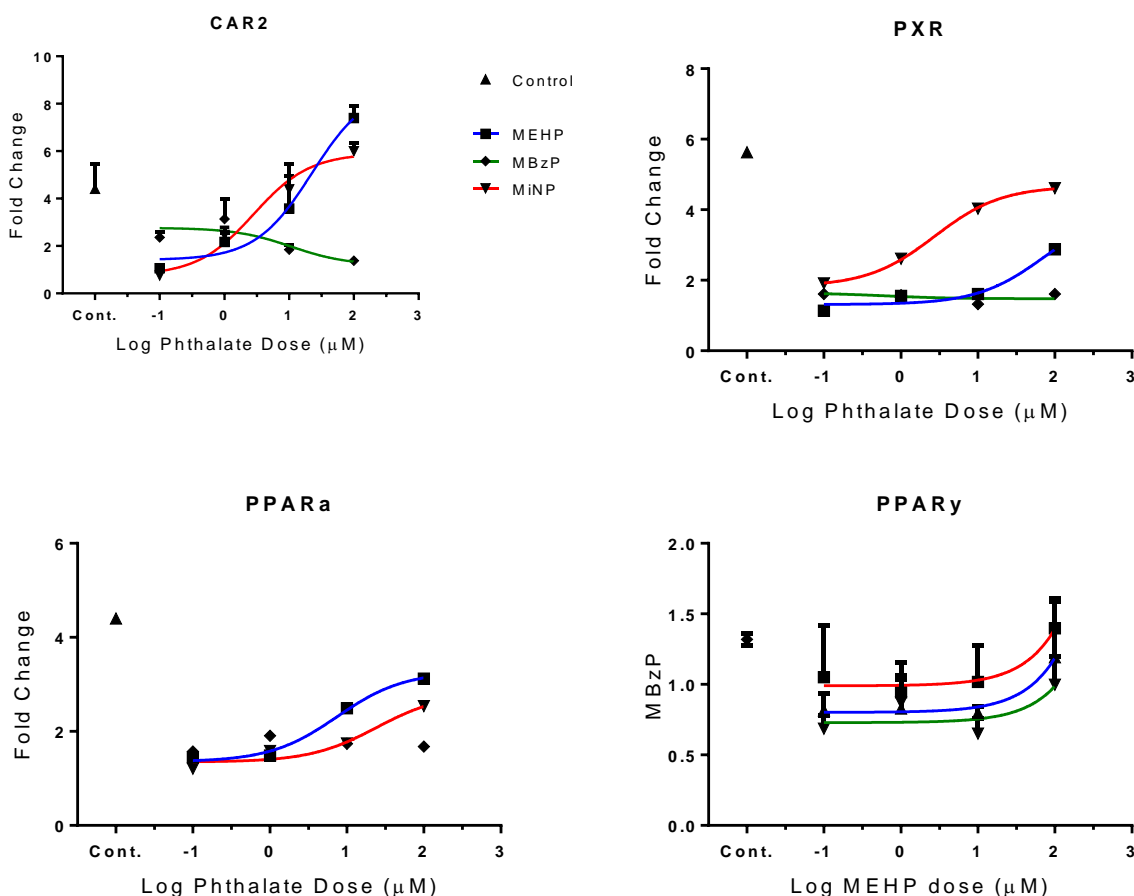 CAR2
10
8
6
4
2
0
Fold Change
Cont.
-1
0
1
2
3
Log Phthalate Dose (μM)
Control
MEHP
MBzP
MiNP
PXR
8
6
4
2
0
Fold Change
Cont.
-1
0
1
2
3
Log Phthalate Dose (μM)
PPARa
6
4
2
0
Fold Change
Cont.
-1
0
1
2
3
Log Phthalate Dose (μM)
PPARy
2.0
1.5
1.0
0.5
0.0
MBzP
Cont.
-1
0
1
2
3
Log MEHP dose (μM)